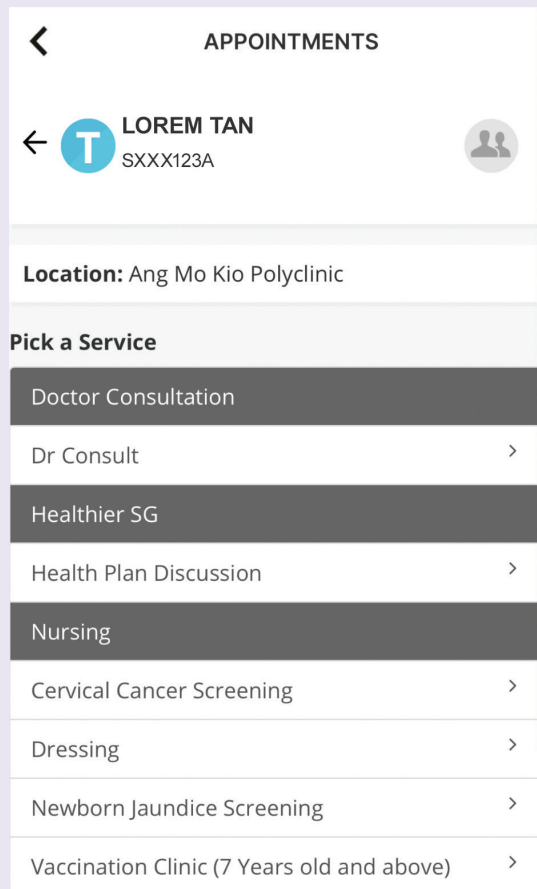 APPOINTMENTS
T
LOREM TAN
SXXX123A
Location: Ang Mo Kio Polyclinic
Pick a Service
Doctor Consultation
Dr Consult
Healthier SG
Health Plan Discussion
Nursing
Cervical Cancer Screening
Dressing
Newborn Jaundice Screening
Vaccination Clinic (7 Years old and above)